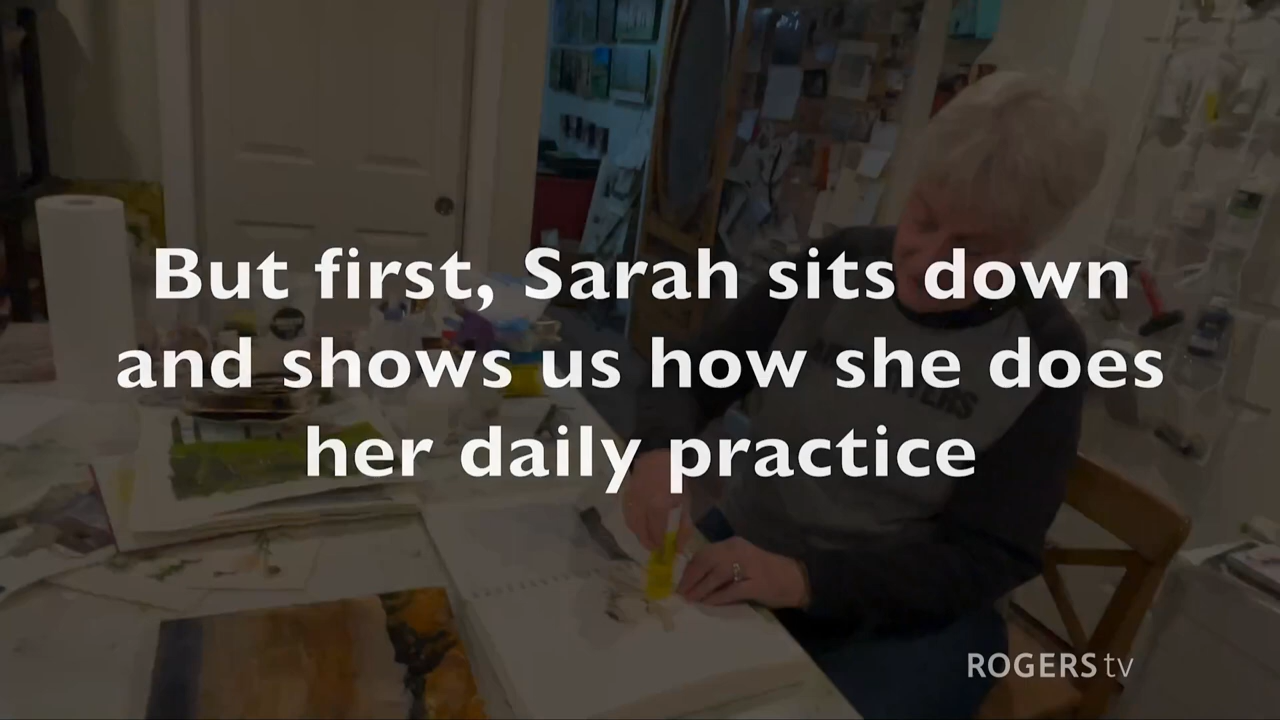 But first, Sarah sits down
and shows us how she does
her daily practice
ROGERS tv